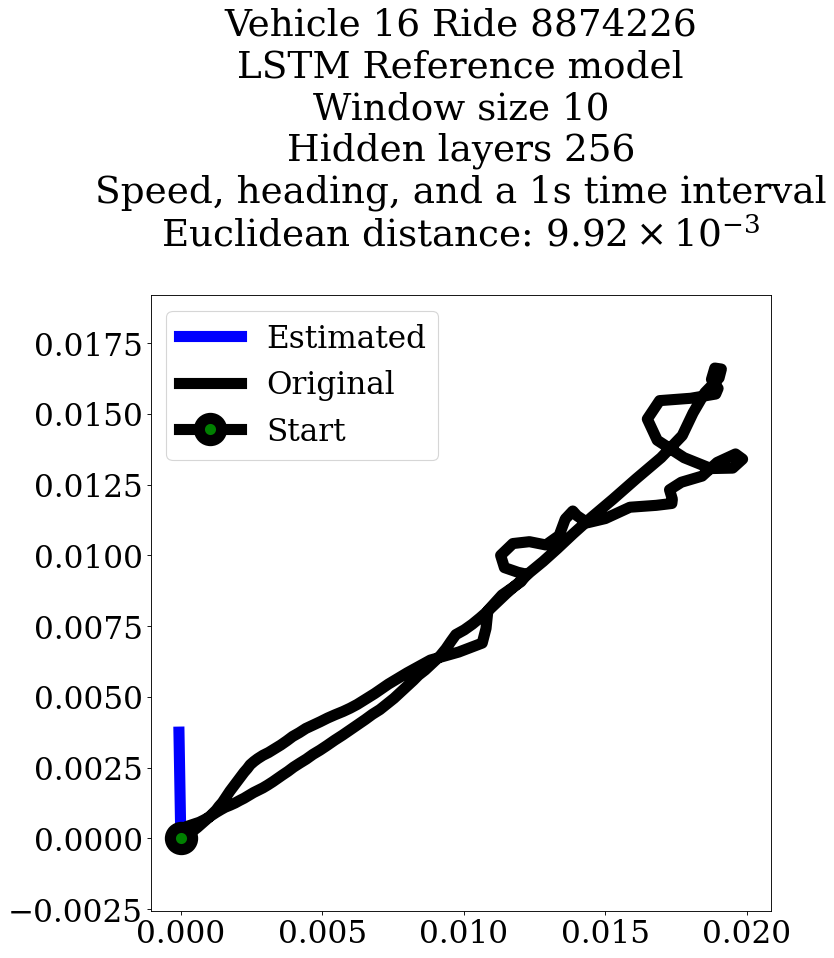 Vehicle 16 Ride 8874226
LSTM Reference model
Window size 10
Hidden layers 256
Speed, heading, and a 1s time interval
Euclidean distance: 9.92 × 10⁻³
Estimated
Original
Start
0.0175
0.0150
0.0125
0.0100
0.0075
0.0050
0.0025
0.0000
−0.0025
0.000 0.005 0.010 0.015 0.020